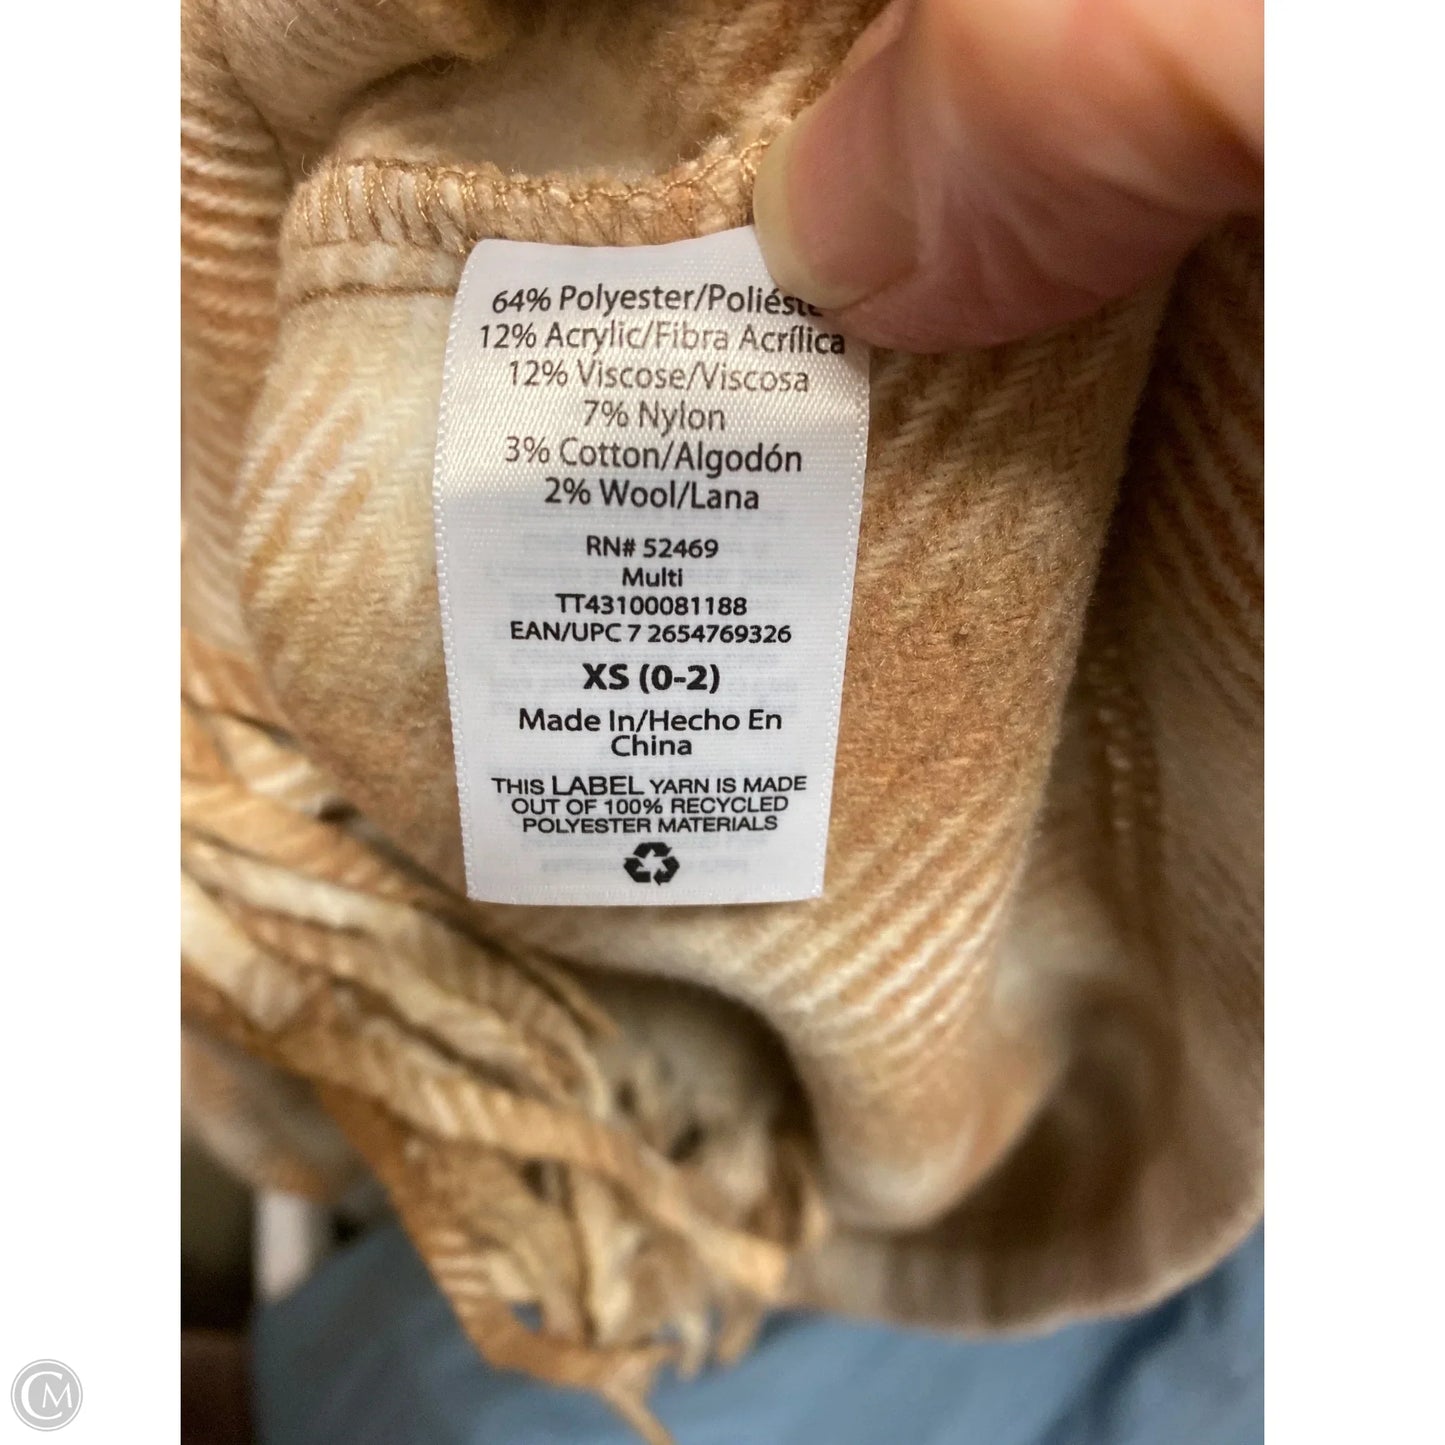 64% Polyester/Poliéste
12% Acrylic/Fibra Acrílica
12% Viscose/Viscosa
7% Nylon
3% Cotton/Algodón
2% Wool/Lana
RN# 52469
Multi
TT43100081188
EAN/UPC 7 2654769326
XS (0-2)
Made In/Hecho En
China
THIS LABEL YARN IS MADE
OUT OF 100% RECYCLED
POLYESTER MATERIALS
CM